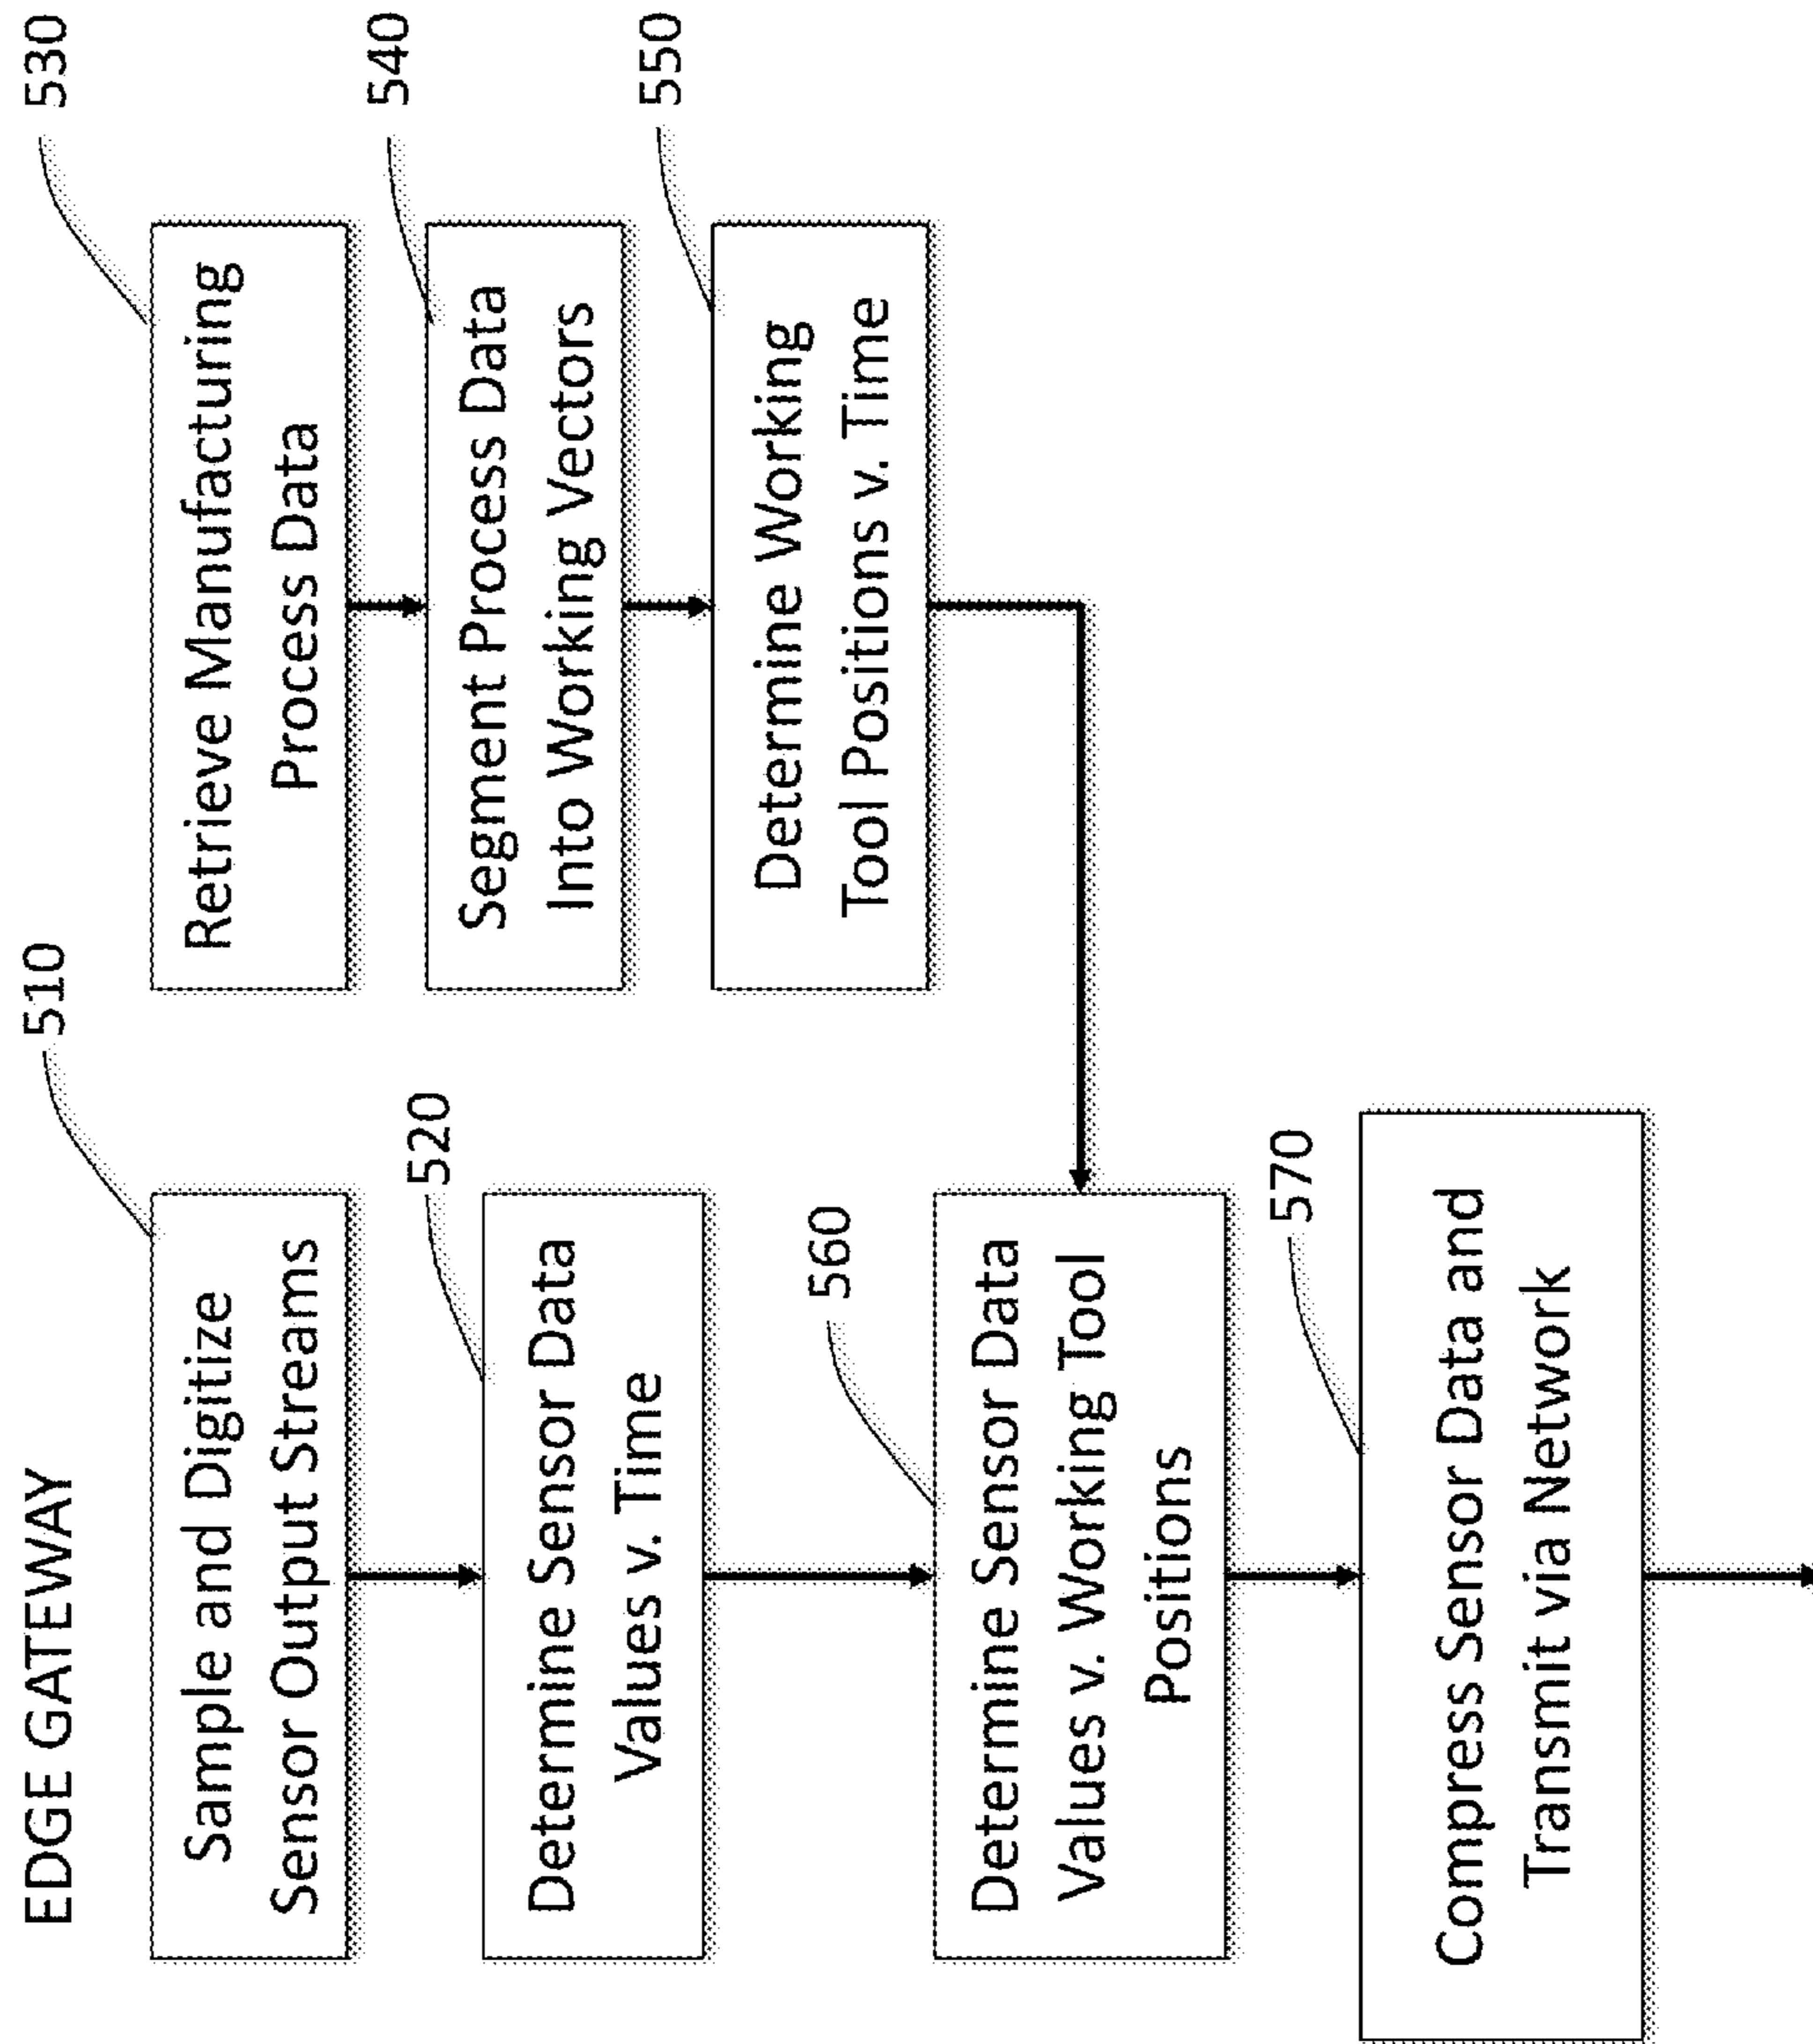 EDGE GATEWAY
510
Sample and Digitize
Sensor Output Streams
520
Determine Sensor Data
Values v. Time
530
Retrieve Manufacturing
Process Data
540
Segment Process Data
Into Working Vectors
550
Determine Working
Tool Positions v. Time
560
Determine Sensor Data
Values v. Working Tool
Positions
570
Compress Sensor Data and
Transmit via Network